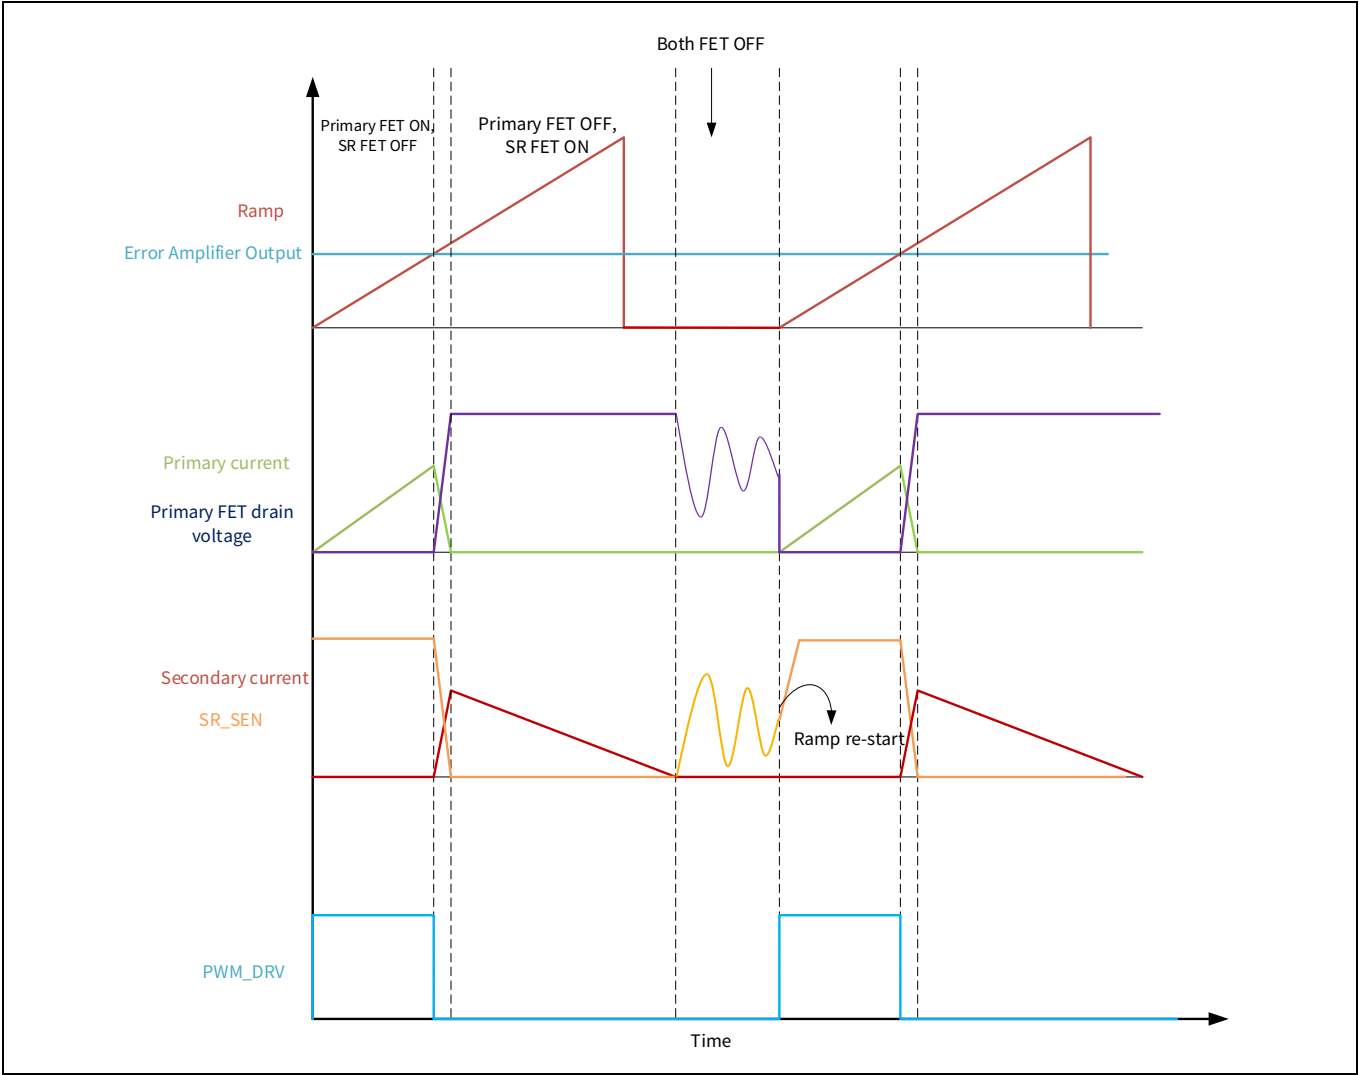 Both FET OFF
Primary FET ON,
SR FET OFF
Primary FET OFF,
SR FET ON
Ramp
Error Amplifier Output
Primary current
Primary FET drain
voltage
Secondary current
SR_SEN
Ramp re-start
PWM_DRV
Time